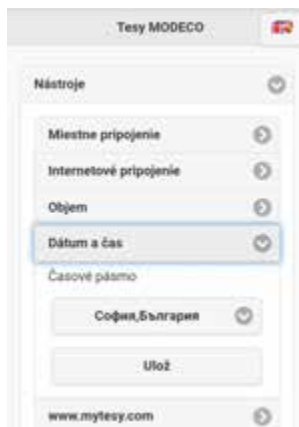 Tesy MODECO
Nástroje
Miestne pripojenie
Internetové pripojenie
Objem
Dátum a čas
Časové pásmo
София,България
Ulož
www.mytesy.com